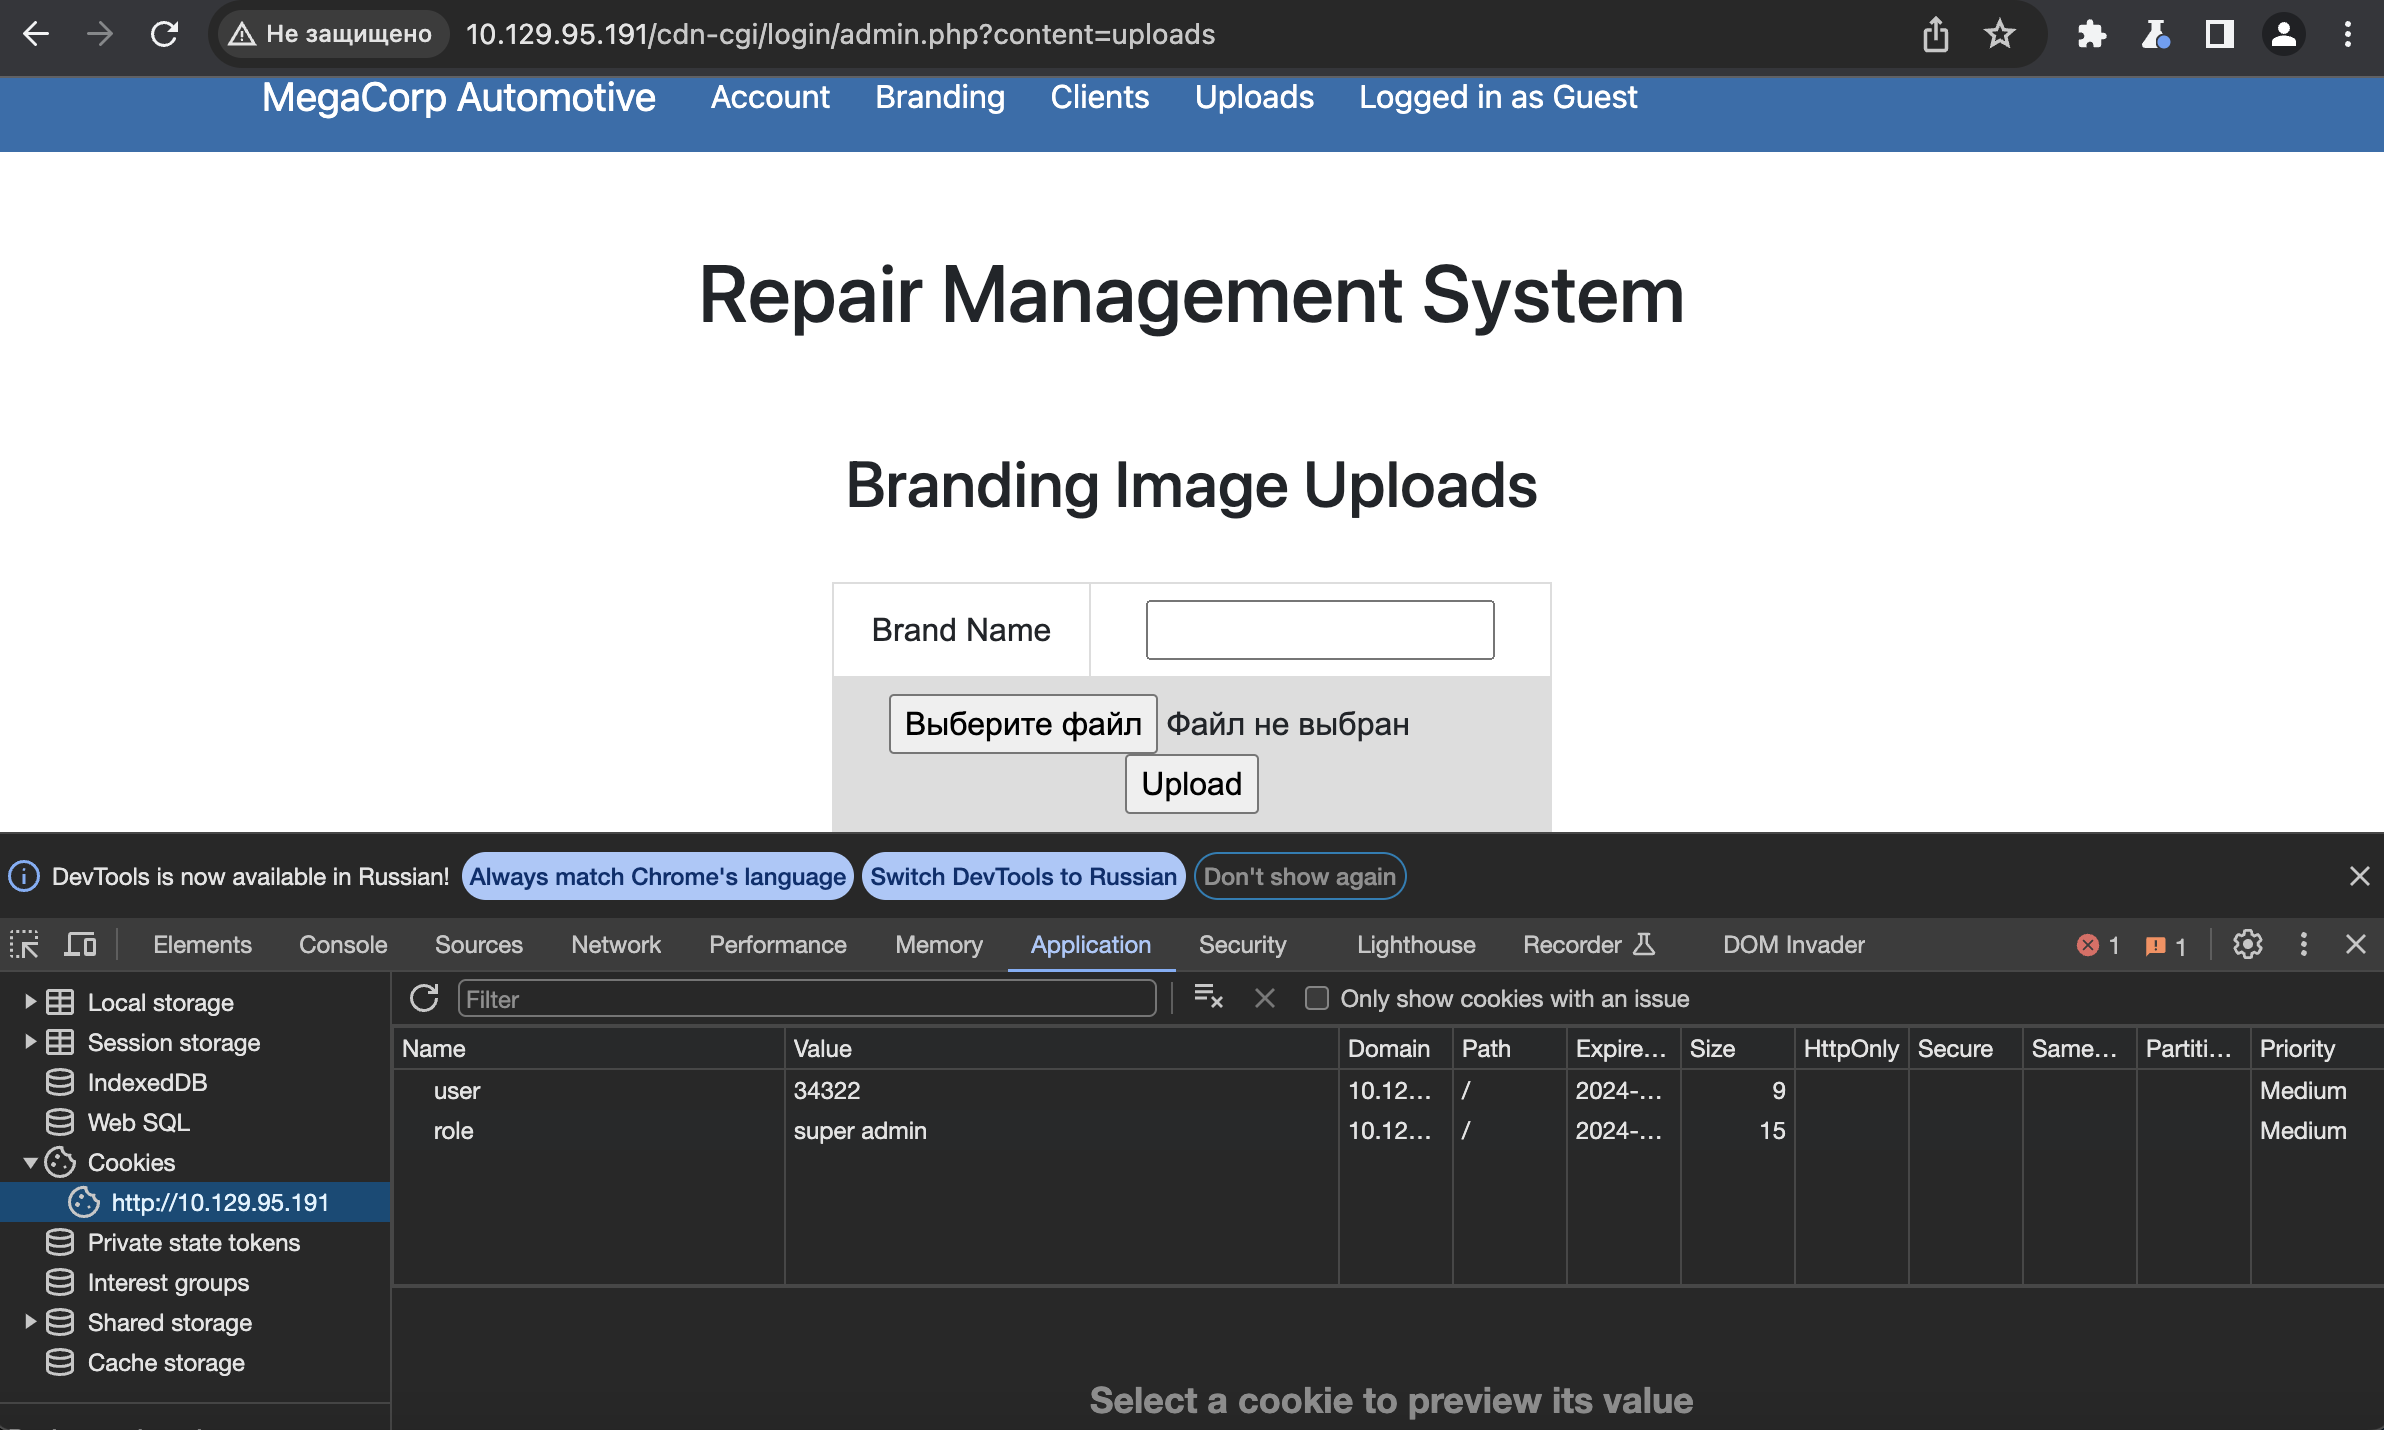 Не защищено 10.129.95.191/cdn-cgi/login/admin.php?content=uploads
MegaCorp Automotive Account Branding Clients Uploads Logged in as Guest
Repair Management System
Branding Image Uploads
Brand Name
Выберите файл Файл не выбран
Upload
DevTools is now available in Russian! Always match Chrome's language Switch DevTools to Russian Don't show again
Elements Console Sources Network Performance Memory Application Security Lighthouse Recorder DOM Invader 1 1
Local storage
Session storage
IndexedDB
Web SQL
Cookies
http://10.129.95.191
Private state tokens
Interest groups
Shared storage
Cache storage
Filter Only show cookies with an issue
Name Value Domain Path Expire... Size HttpOnly Secure Same... Partiti... Priority
user 34322 10.12... / 2024-... 9 Medium
role super admin 10.12... / 2024-... 15 Medium
Select a cookie to preview its value